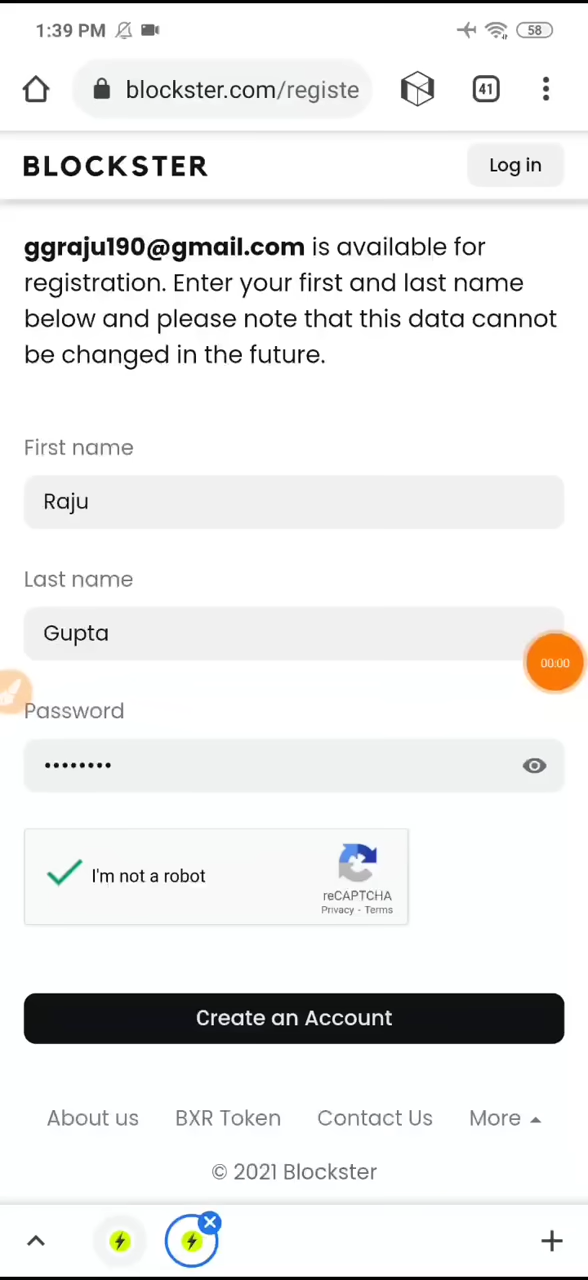 1:39 PM 58
blockster.com/registe 41
BLOCKSTER Log in
ggraju190@gmail.com is available for
registration. Enter your first and last name
below and please note that this data cannot
be changed in the future.
First name
Raju
Last name
Gupta
00:00
Password
••••••••
I'm not a robot
reCAPTCHA
Privacy - Terms
Create an Account
About us BXR Token Contact Us More
© 2021 Blockster